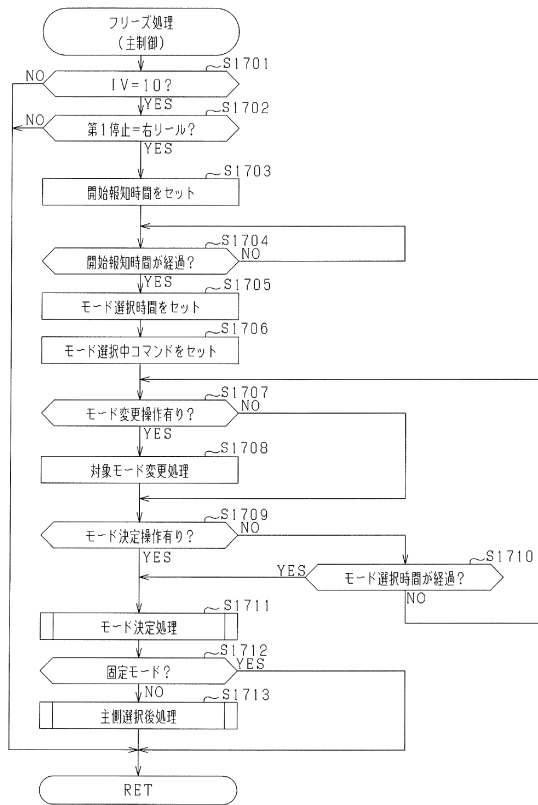 フリーズ処理
(主制御)
S1701
NO
IV=10?
YES
S1702
NO
第1停止=右リール?
YES
S1703
開始報知時間をセット
S1704
開始報知時間が経過?
NO
YES
S1705
モード選択時間をセット
S1706
モード選択中コマンドをセット
S1707
モード変更操作有り?
NO
YES
S1708
対象モード変更処理
S1709
モード決定操作有り?
NO
YES
S1710
YES
モード選択時間が経過?
NO
S1711
モード決定処理
S1712
固定モード?
YES
NO
S1713
主側選択後処理
RET